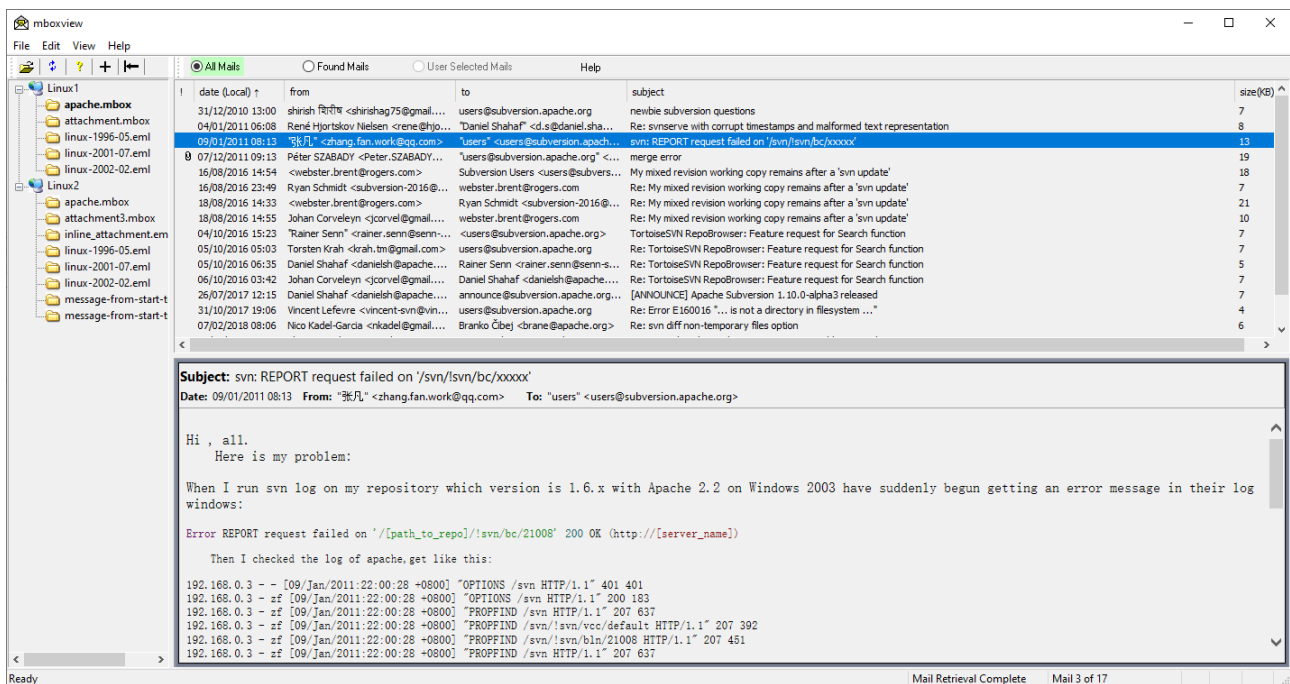 mboxview
File Edit View Help
All Mails Found Mails User Selected Mails Help
Linux1
apache.mbox
attachment.mbox
linux-1996-05.eml
linux-2001-07.eml
linux-2002-02.eml
Linux2
apache.mbox
attachment3.mbox
inline_attachment.em
linux-1996-05.eml
linux-2001-07.eml
linux-2002-02.eml
message-from-start-t
message-from-start-t
! date (Local) ↑ from to subject size(KB)
31/12/2010 13:00 shirish शिरीष <shirishag75@gmail.... users@subversion.apache.org newbie subversion questions 7
04/01/2011 06:08 René Hjortskov Nielsen <rene@hjo... "Daniel Shahaf" <d.s@daniel.sha... Re: svnserve with corrupt timestamps and malformed text representation 8
09/01/2011 08:13 "张凡" <zhang.fan.work@qq.com> "users" <users@subversion.apach... svn: REPORT request failed on '/svn/!svn/bc/xxxxx' 13
07/12/2011 09:13 Péter SZABADY <Peter.SZABADY... "users@subversion.apache.org" <... merge error 19
16/08/2016 14:54 <webster.brent@rogers.com> Subversion Users <users@subvers... My mixed revision working copy remains after a 'svn update' 18
16/08/2016 23:49 Ryan Schmidt <subversion-2016@... webster.brent@rogers.com Re: My mixed revision working copy remains after a 'svn update' 7
18/08/2016 14:33 <webster.brent@rogers.com> Ryan Schmidt <subversion-2016@... Re: My mixed revision working copy remains after a 'svn update' 21
18/08/2016 14:55 Johan Corveleyn <jcorvel@gmail.... webster.brent@rogers.com Re: My mixed revision working copy remains after a 'svn update' 10
04/10/2016 15:23 "Rainer Senn" <rainer.senn@senn-... <users@subversion.apache.org> TortoiseSVN RepoBrowser: Feature request for Search function 7
05/10/2016 05:03 Torsten Krah <krah.tm@gmail.com> users@subversion.apache.org Re: TortoiseSVN RepoBrowser: Feature request for Search function 7
05/10/2016 06:35 Daniel Shahaf <danielsh@apache.... Rainer Senn <rainer.senn@senn-s... Re: TortoiseSVN RepoBrowser: Feature request for Search function 5
06/10/2016 03:42 Johan Corveleyn <jcorvel@gmail.... Daniel Shahaf <danielsh@apache.... Re: TortoiseSVN RepoBrowser: Feature request for Search function 7
26/07/2017 12:15 Daniel Shahaf <danielsh@apache.... announce@subversion.apache.org... [ANNOUNCE] Apache Subversion 1.10.0-alpha3 released 7
31/10/2017 19:06 Vincent Lefevre <vincent-svn@vin... users@subversion.apache.org Re: Error E160016 "... is not a directory in filesystem ..." 4
07/02/2018 08:06 Nico Kadel-Garcia <nkadel@gmail.... Branko Čibej <brane@apache.org> Re: svn diff non-temporary files option 6
Subject: svn: REPORT request failed on '/svn/!svn/bc/xxxxx'
Date: 09/01/2011 08:13 From: "张凡" <zhang.fan.work@qq.com> To: "users" <users@subversion.apache.org>
Hi , all.
Here is my problem:
When I run svn log on my repository which version is 1.6.x with Apache 2.2 on Windows 2003 have suddenly begun getting an error message in their log
windows:
Error REPORT request failed on '/[path_to_repo]/!svn/bc/21008' 200 OK (http://[server_name])
Then I checked the log of apache,get like this:
192.168.0.3 - - [09/Jan/2011:22:00:28 +0800] "OPTIONS /svn HTTP/1.1" 401 401
192.168.0.3 - zf [09/Jan/2011:22:00:28 +0800] "OPTIONS /svn HTTP/1.1" 200 183
192.168.0.3 - zf [09/Jan/2011:22:00:28 +0800] "PROPFIND /svn HTTP/1.1" 207 637
192.168.0.3 - zf [09/Jan/2011:22:00:28 +0800] "PROPFIND /svn/!svn/vcc/default HTTP/1.1" 207 392
192.168.0.3 - zf [09/Jan/2011:22:00:28 +0800] "PROPFIND /svn/!svn/bln/21008 HTTP/1.1" 207 451
192.168.0.3 - zf [09/Jan/2011:22:00:28 +0800] "PROPFIND /svn HTTP/1.1" 207 637
Ready Mail Retrieval Complete Mail 3 of 17